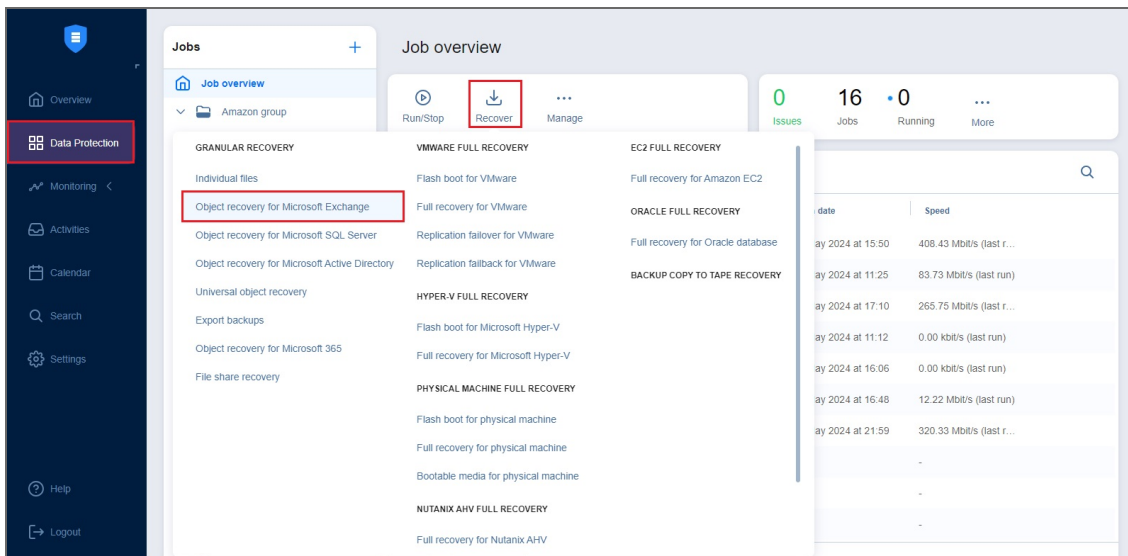 Overview
Data Protection
Monitoring
Activities
Calendar
Search
Settings
Help
Logout
Jobs +
Job overview
Amazon group
Job overview
Run/Stop
Recover
Manage
0
Issues
16
Jobs
0
Running
More
GRANULAR RECOVERY
Individual files
Object recovery for Microsoft Exchange
Object recovery for Microsoft SQL Server
Object recovery for Microsoft Active Directory
Universal object recovery
Export backups
Object recovery for Microsoft 365
File share recovery
VMWARE FULL RECOVERY
Flash boot for VMware
Full recovery for VMware
Replication failover for VMware
Replication failback for VMware
HYPER-V FULL RECOVERY
Flash boot for Microsoft Hyper-V
Full recovery for Microsoft Hyper-V
PHYSICAL MACHINE FULL RECOVERY
Flash boot for physical machine
Full recovery for physical machine
Bootable media for physical machine
NUTANIX AHV FULL RECOVERY
Full recovery for Nutanix AHV
EC2 FULL RECOVERY
Full recovery for Amazon EC2
ORACLE FULL RECOVERY
Full recovery for Oracle database
BACKUP COPY TO TAPE RECOVERY
date Speed
ay 2024 at 15:50 408.43 Mbit/s (last r...
ay 2024 at 11:25 83.73 Mbit/s (last run)
ay 2024 at 17:10 265.75 Mbit/s (last r...
ay 2024 at 11:12 0.00 kbit/s (last run)
ay 2024 at 16:06 0.00 kbit/s (last run)
ay 2024 at 16:48 12.22 Mbit/s (last run)
ay 2024 at 21:59 320.33 Mbit/s (last r...
-
-
-